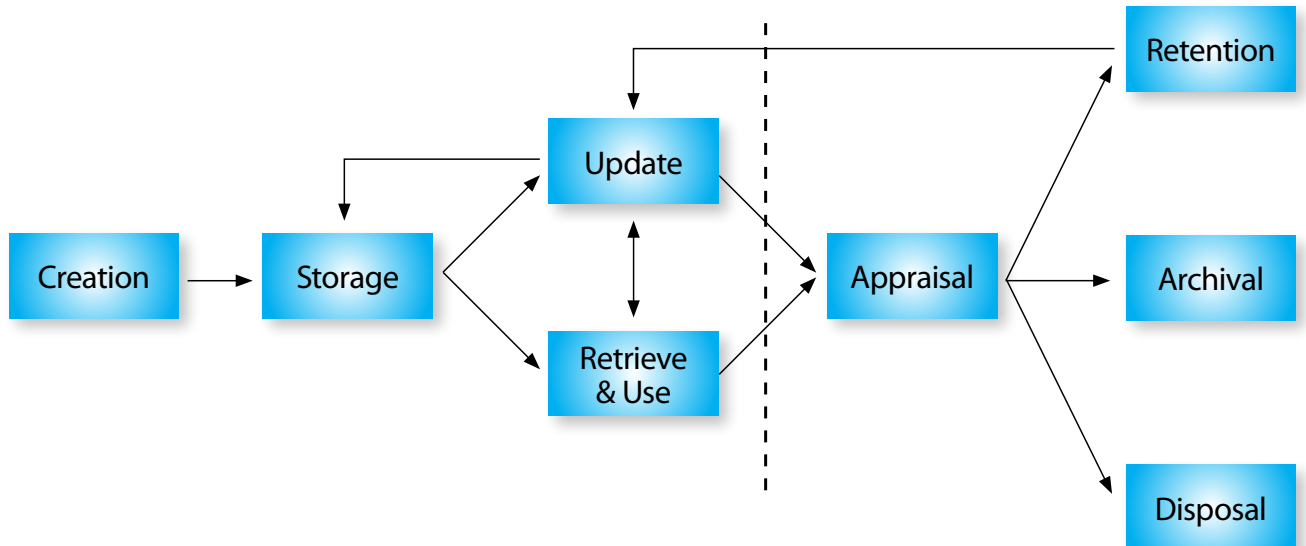 Retention
Update
Creation
Storage
Appraisal
Archival
Retrieve
& Use
Disposal